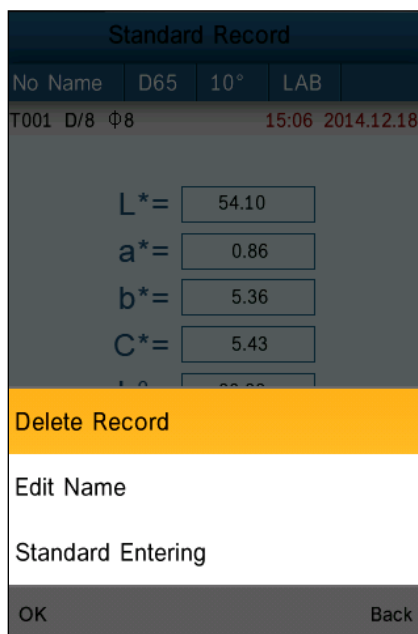 Standard Record
No Name D65 10° LAB
T001 D/8 Φ8 15:06 2014.12.18
L*= 54.10
a*= 0.86
b*= 5.36
C*= 5.43
Delete Record
Edit Name
Standard Entering
OK Back